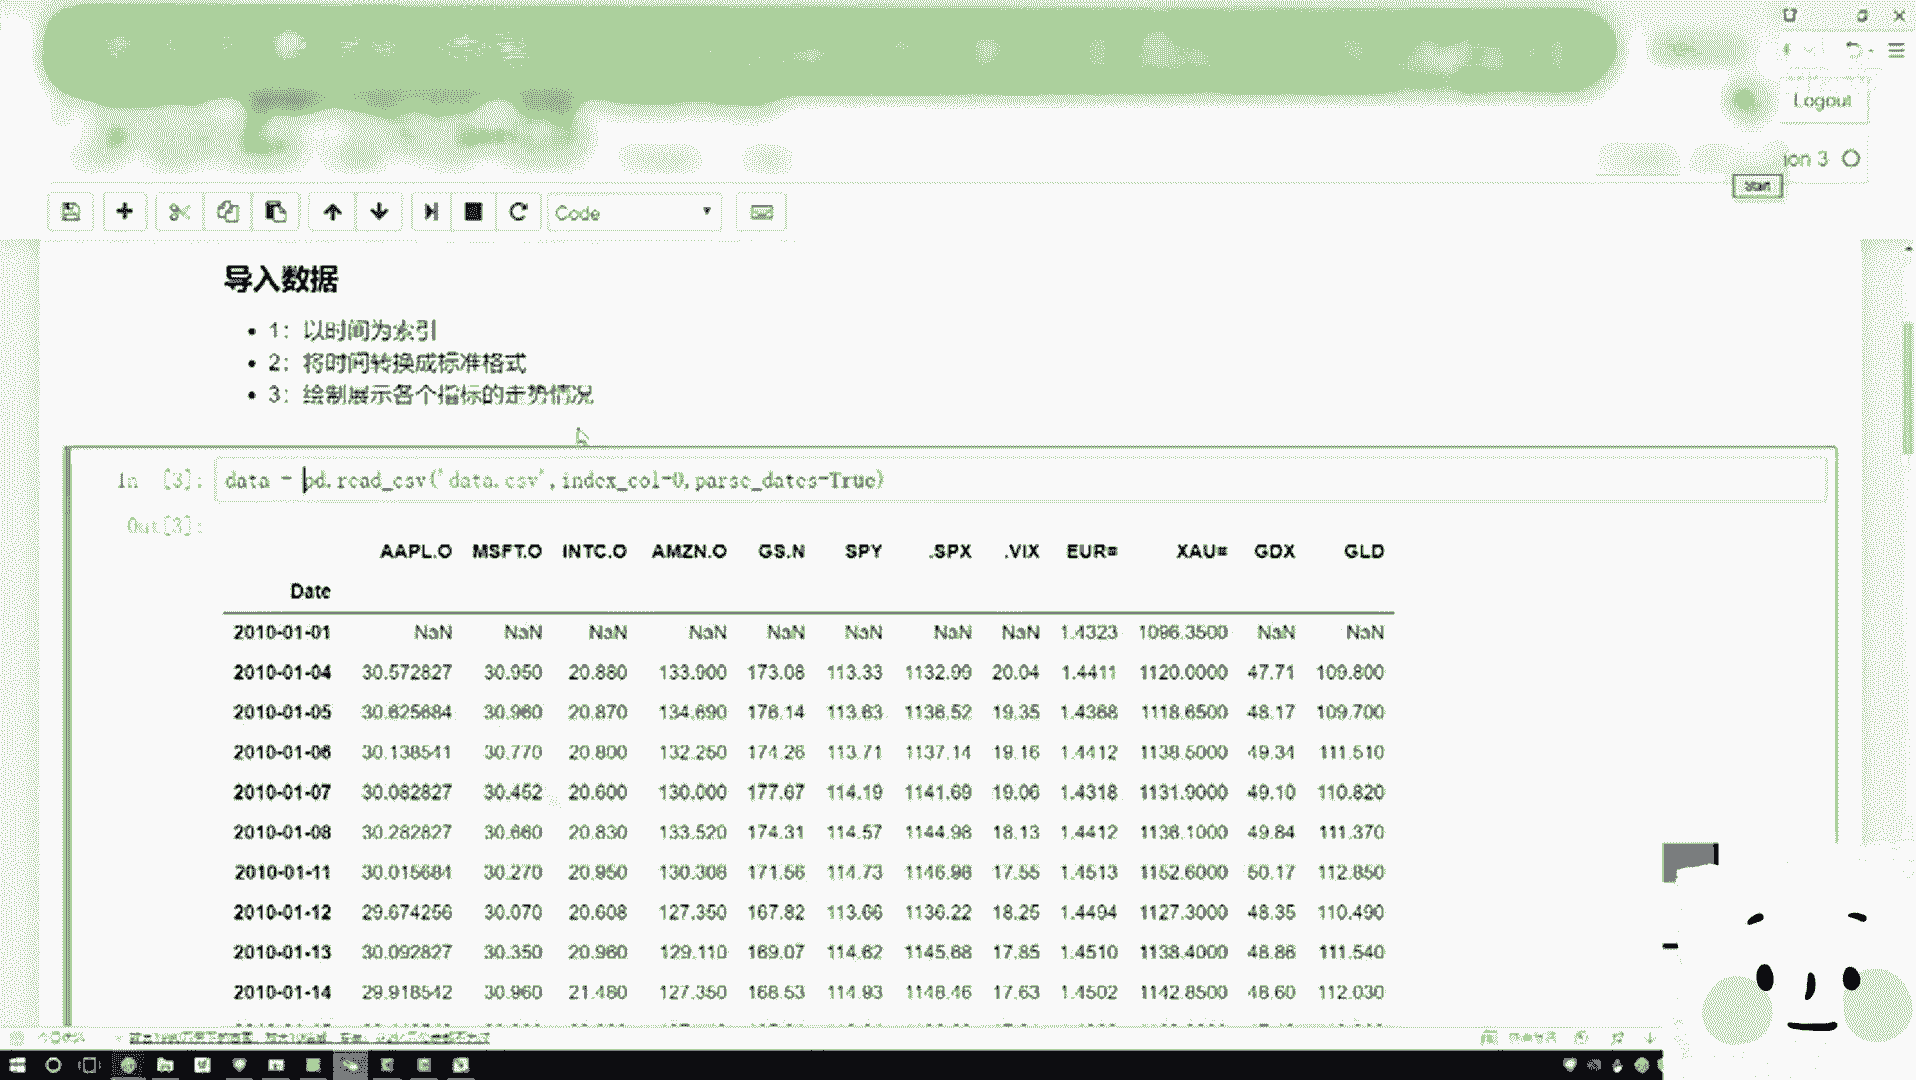 Logout
ion 3
Start
Code
导入数据
1：以时间为索引
2：将时间转换成标准格式
3：绘制展示各个指标的走势情况
In [3]: data = pd.read_csv('data.csv',index_col=0,parse_dates=True)
Out[3]:
AAPL.O MSFT.O INTC.O AMZN.O GS.N SPY .SPX .VIX EUR= XAU= GDX GLD
Date
2010-01-01 NaN NaN NaN NaN NaN NaN NaN NaN 1.4323 1096.3500 NaN NaN
2010-01-04 30.572827 30.950 20.880 133.900 173.08 113.33 1132.99 20.04 1.4411 1120.0000 47.71 109.800
2010-01-05 30.625684 30.960 20.870 134.690 176.14 113.63 1136.52 19.35 1.4368 1118.6500 48.17 109.700
2010-01-06 30.138541 30.770 20.800 132.250 174.26 113.71 1137.14 19.16 1.4412 1138.5000 49.34 111.510
2010-01-07 30.082827 30.452 20.600 130.000 177.67 114.19 1141.69 19.06 1.4318 1131.9000 49.10 110.820
2010-01-08 30.282827 30.660 20.830 133.520 174.31 114.57 1144.98 18.13 1.4412 1136.1000 49.84 111.370
2010-01-11 30.015684 30.270 20.950 130.308 171.56 114.73 1146.98 17.55 1.4513 1152.6000 50.17 112.850
2010-01-12 29.674256 30.070 20.608 127.350 167.82 113.66 1136.22 18.25 1.4494 1127.3000 48.35 110.490
2010-01-13 30.092827 30.350 20.960 129.110 169.07 114.62 1145.68 17.85 1.4510 1138.4000 48.86 111.540
2010-01-14 29.918542 30.960 21.480 127.350 168.53 114.93 1148.46 17.63 1.4502 1142.8500 48.60 112.030